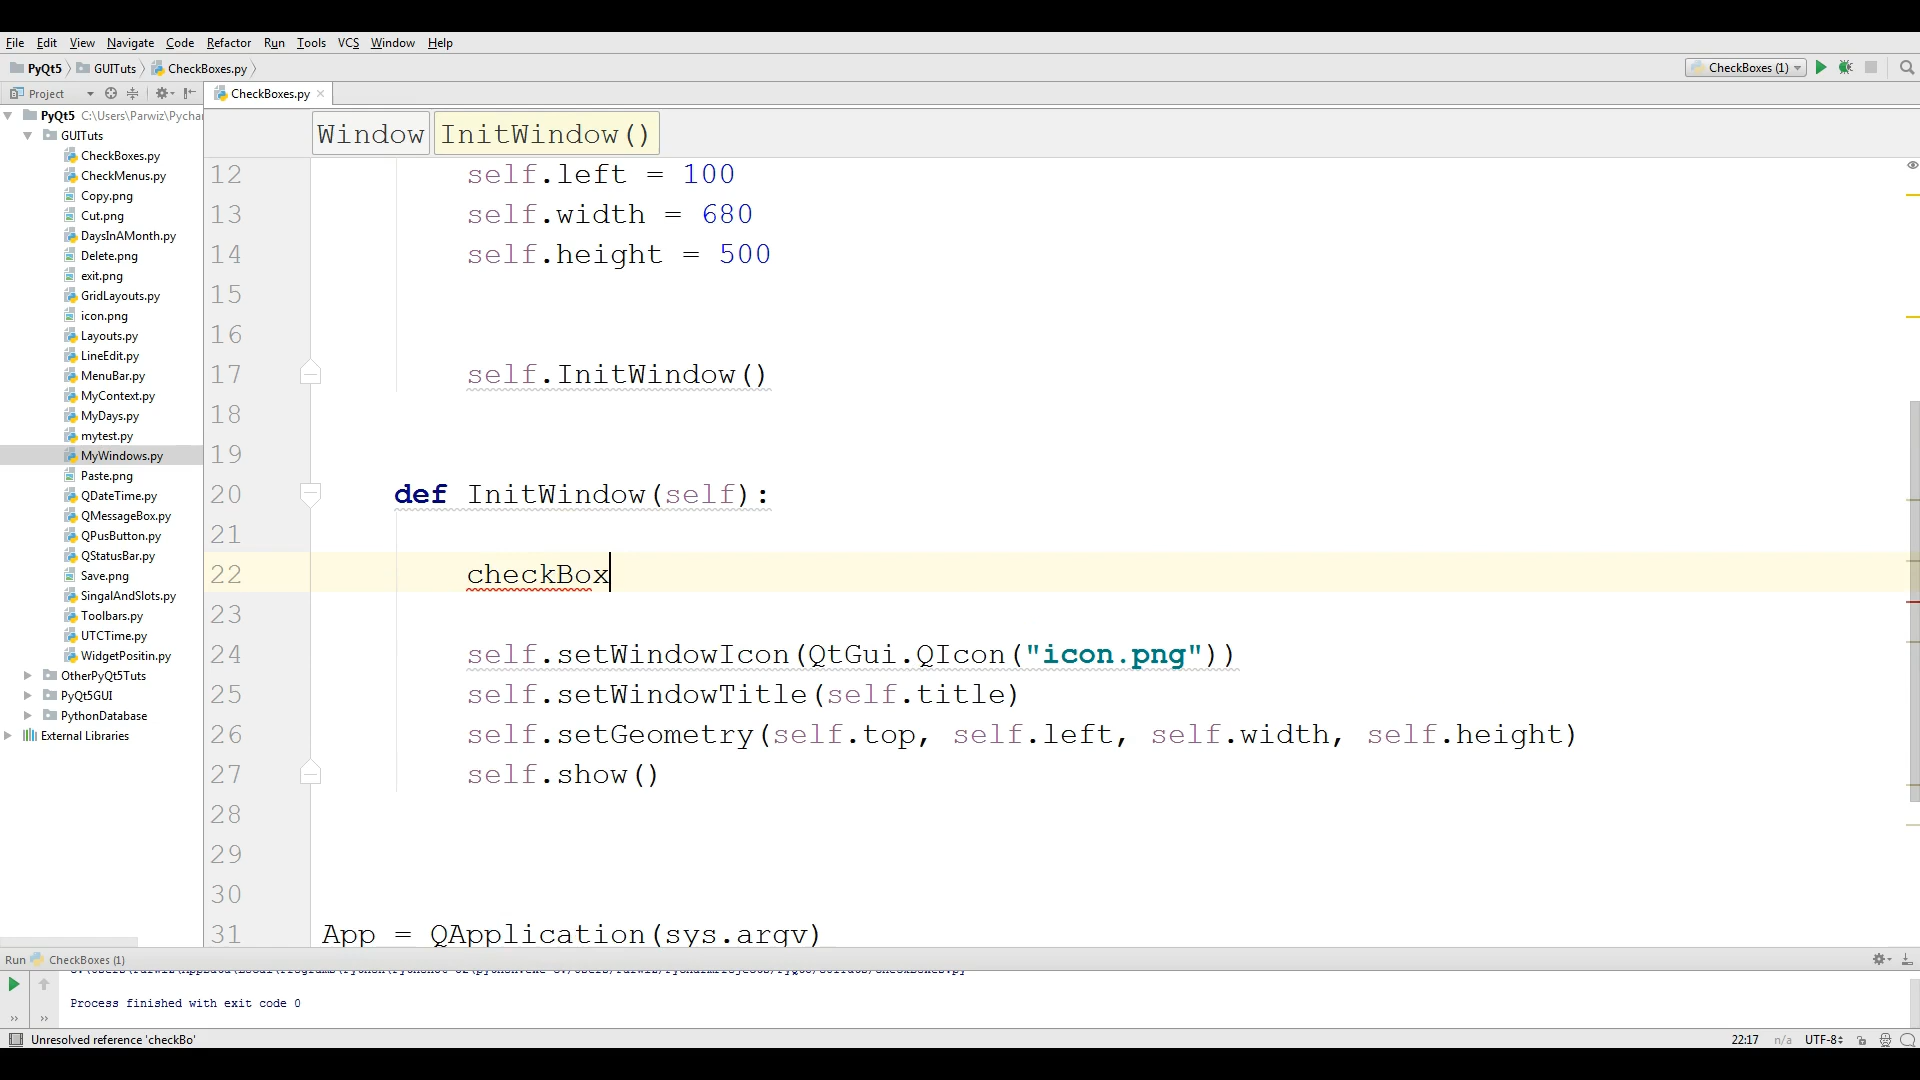 File Edit View Navigate Code Refactor Run Tools VCS Window Help
PyQt5 GUITuts CheckBoxes.py CheckBoxes (1)
Project CheckBoxes.py
PyQt5 C:\Users\Parwiz\Pychar
GUITuts
CheckBoxes.py
CheckMenus.py
Copy.png
Cut.png
DaysInAMonth.py
Delete.png
exit.png
GridLayouts.py
icon.png
Layouts.py
LineEdit.py
MenuBar.py
MyContext.py
MyDays.py
mytest.py
MyWindows.py
Paste.png
QDateTime.py
QMessageBox.py
QPusButton.py
QStatusBar.py
Save.png
SingalAndSlots.py
Toolbars.py
UTCTime.py
WidgetPositin.py
OtherPyQt5Tuts
PyQt5GUI
PythonDatabase
External Libraries
Window InitWindow()
12 self.left = 100
13 self.width = 680
14 self.height = 500
15
16
17 self.InitWindow()
18
19
20 def InitWindow(self):
21
22 checkBox
23
24 self.setWindowIcon(QtGui.QIcon("icon.png"))
25 self.setWindowTitle(self.title)
26 self.setGeometry(self.top, self.left, self.width, self.height)
27 self.show()
28
29
30
31 App = QApplication(sys.argv)
Run CheckBoxes (1)
Process finished with exit code 0
Unresolved reference 'checkBo' 22:17 n/a UTF-8